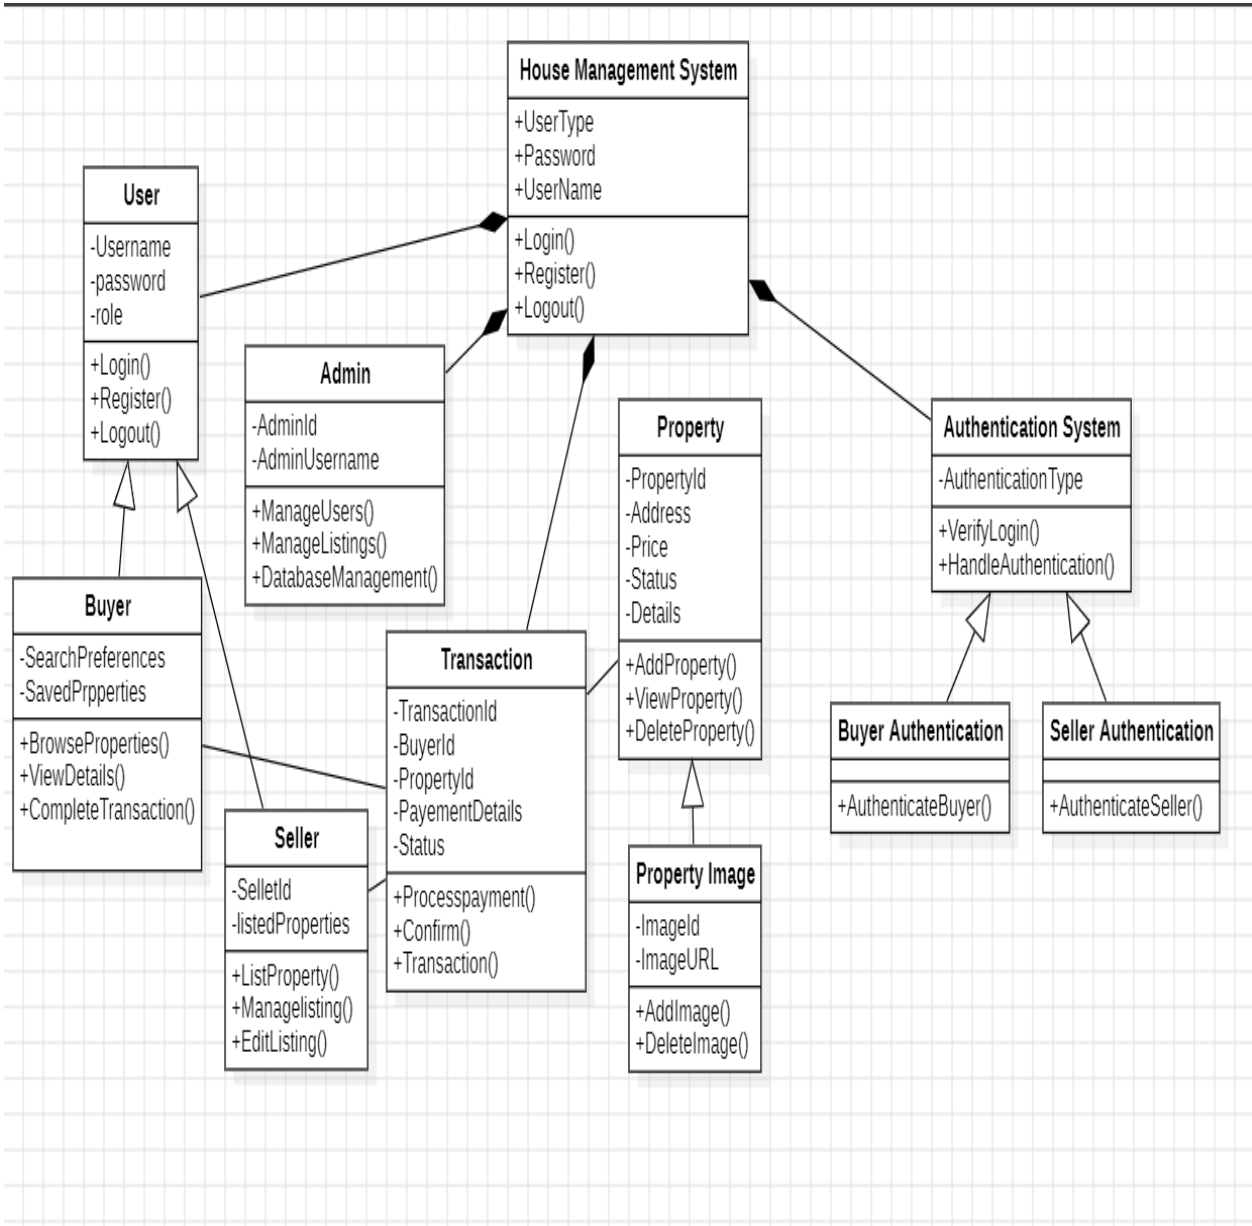 House Management System
+UserType
+Password
+UserName
+Login()
+Register()
+Logout()
User
-Username
-password
-role
+Login()
+Register()
+Logout()
Admin
-AdminId
-AdminUsername
+ManageUsers()
+ManageListings()
+DatabaseManagement()
Property
-PropertyId
-Address
-Price
-Status
-Details
+AddProperty()
+ViewProperty()
+DeleteProperty()
Authentication System
-AuthenticationType
+VerifyLogin()
+HandleAuthentication()
Buyer
-SearchPreferences
-SavedPrpperties
+BrowseProperties()
+ViewDetails()
+CompleteTransaction()
Transaction
-TransactionId
-BuyerId
-PropertyId
-PayementDetails
-Status
+Processpayment()
+Confirm()
+Transaction()
Buyer Authentication
+AuthenticateBuyer()
Seller Authentication
+AuthenticateSeller()
Seller
-SelletId
-listedProperties
+ListProperty()
+Managelisting()
+EditListing()
Property Image
-ImageId
-ImageURL
+AddImage()
+DeleteImage()